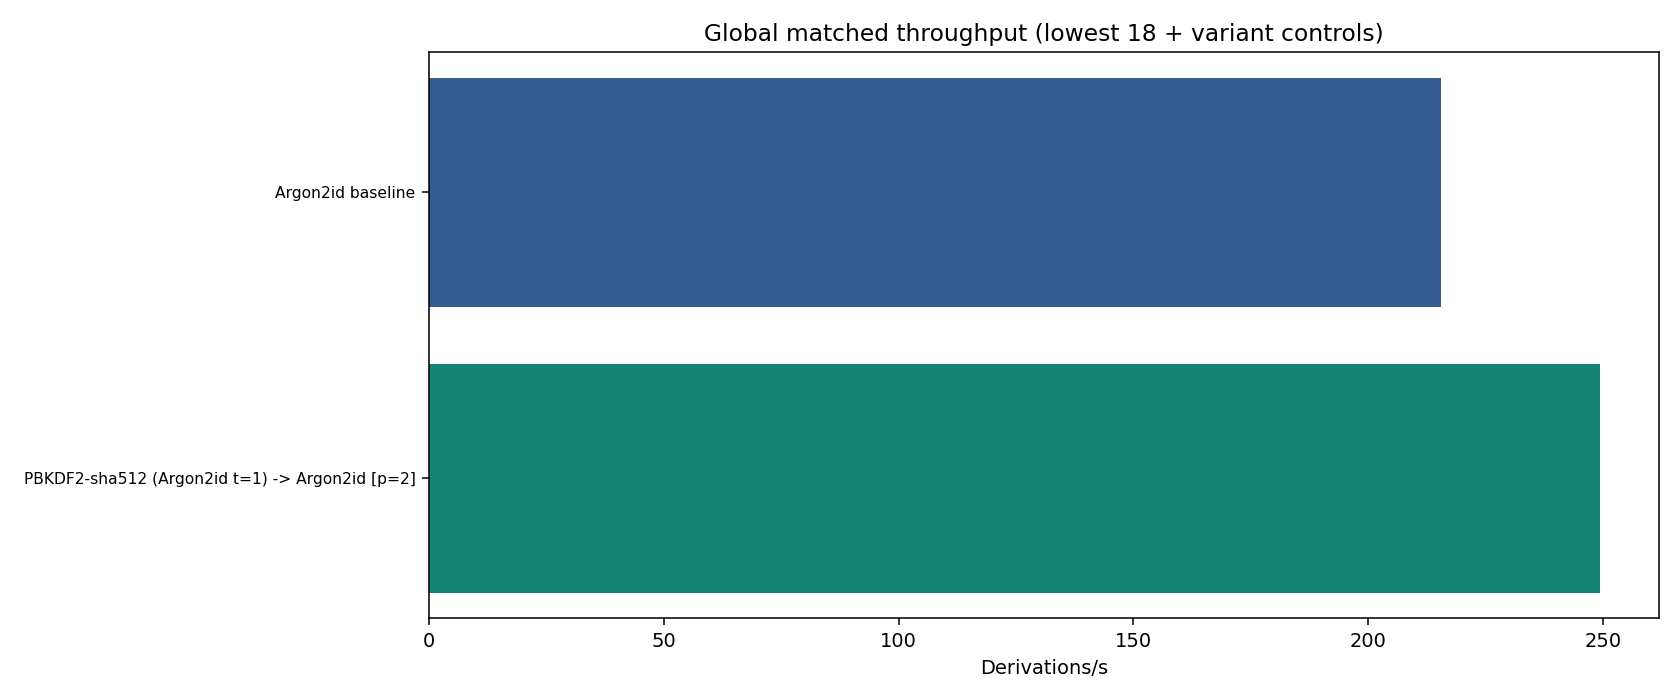 Global matched throughput (lowest 18 + variant controls)
Argon2id baseline
PBKDF2-sha512 (Argon2id t=1) -> Argon2id [p=2]
0 50 100 150 200 250
Derivations/s